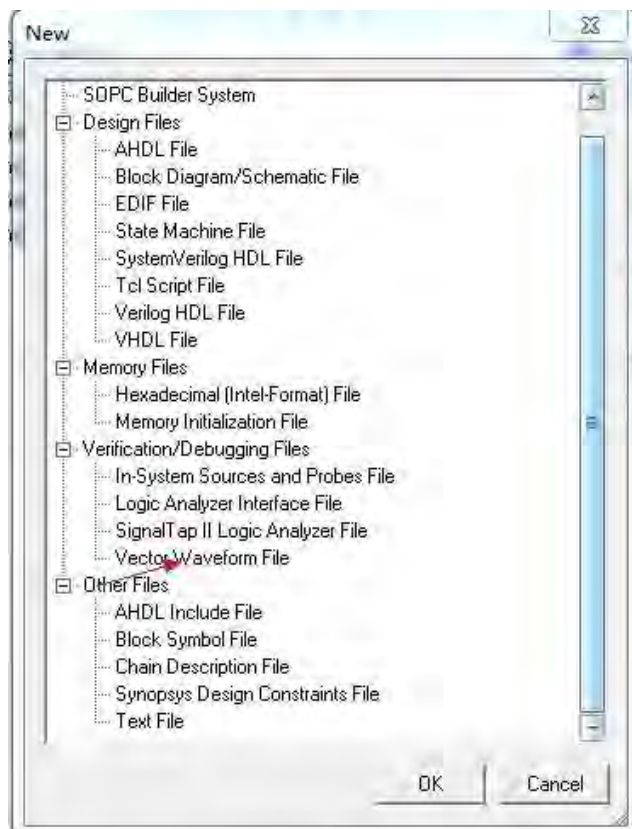 New
SOPC Builder System
Design Files
AHDL File
Block Diagram/Schematic File
EDIF File
State Machine File
SystemVerilog HDL File
Tcl Script File
Verilog HDL File
VHDL File
Memory Files
Hexadecimal (Intel-Format) File
Memory Initialization File
Verification/Debugging Files
In-System Sources and Probes File
Logic Analyzer Interface File
SignalTap II Logic Analyzer File
Vector Waveform File
Other Files
AHDL Include File
Block Symbol File
Chain Description File
Synopsys Design Constraints File
Text File
OK Cancel